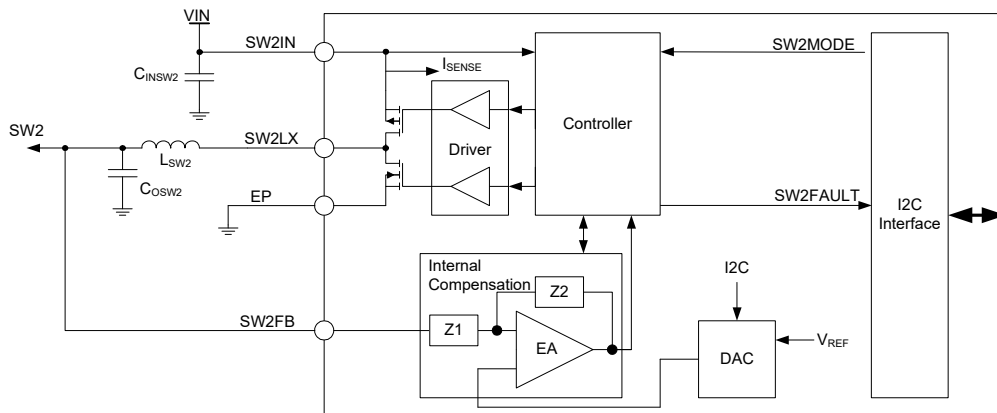 VIN
SW2IN
SW2MODE
CINSW2
ISENSE
Controller
SW2
SW2LX
Driver
LSW2
COSW2
EP
SW2FAULT
I2C
Interface
Internal
Compensation
I2C
Z2
SW2FB
Z1
EA
DAC
VREF